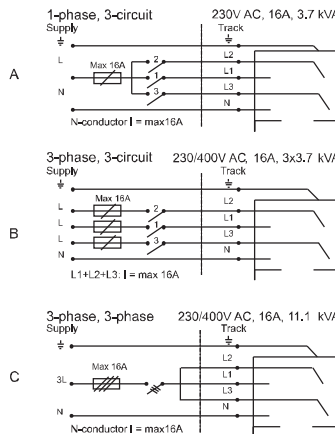 1-phase, 3-circuit 230V AC, 16A, 3.7 kVA
Supply Track
L2
L Max 16A 2
L1
1
N 3 L3
N
A
N-conductor I = max16A
3-phase, 3-circuit 230/400V AC, 16A, 3x3.7 kVA
Supply Track
Max 16A L2
L 2
L1
L 1
L3
L 3
N N
B
L1+L2+L3: I = max 16A
3-phase, 3-phase 230/400V AC, 16A, 11.1 kVA
Supply Track
L2
Max 16A
L1
3L
L3
N N
C
N-conductor I = max16A